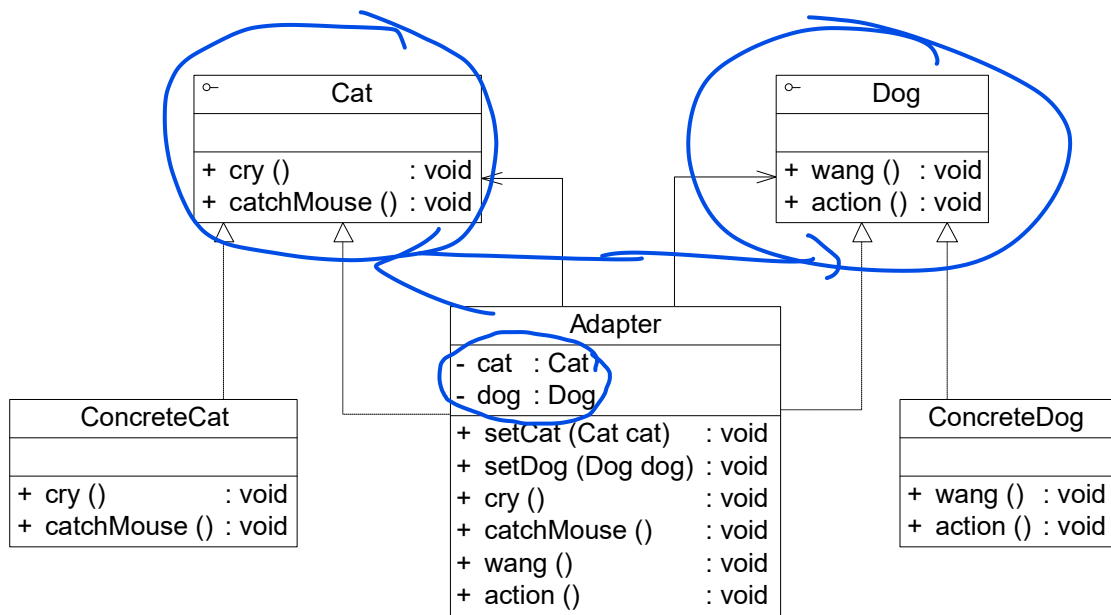 Cat
+ cry () : void
+ catchMouse () : void
Dog
+ wang () : void
+ action () : void
Adapter
- cat : Cat
- dog : Dog
+ setCat (Cat cat) : void
+ setDog (Dog dog) : void
+ cry () : void
+ catchMouse () : void
+ wang () : void
+ action () : void
ConcreteCat
+ cry () : void
+ catchMouse () : void
ConcreteDog
+ wang () : void
+ action () : void